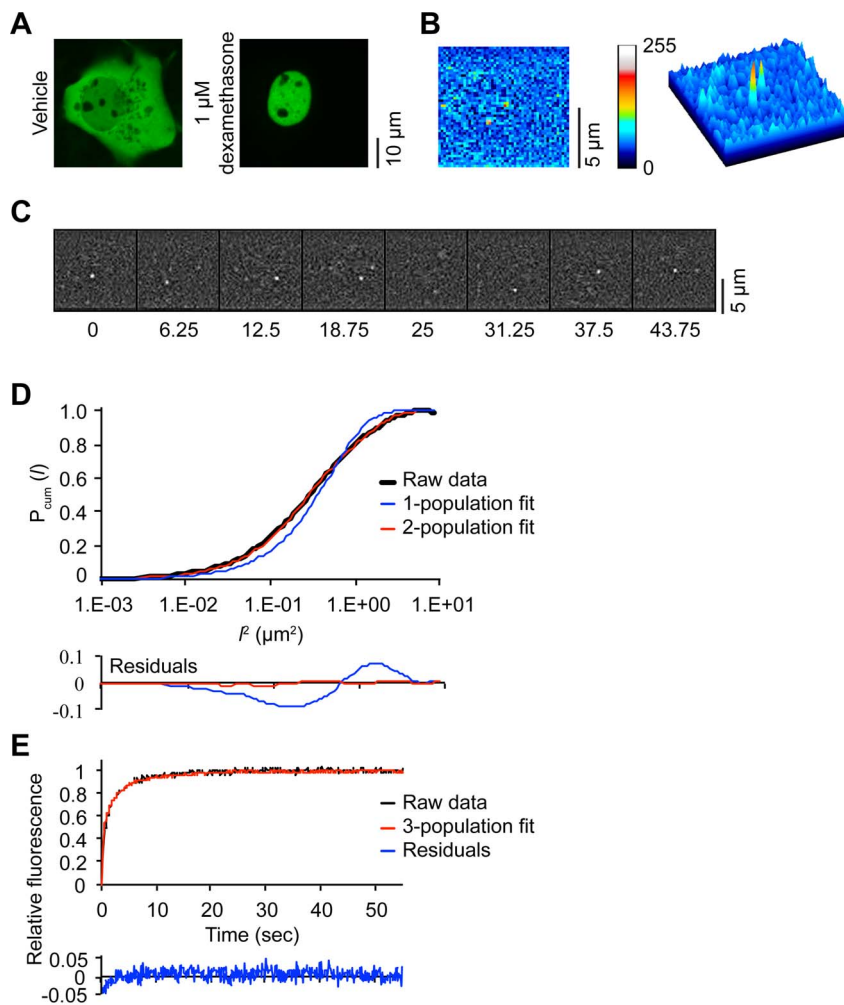 A
Vehicle
1 µM
dexamethasone
10 µm
B
5 µm
255
0
C
5 µm
0 6.25 12.5 18.75 25 31.25 37.5 43.75
D
P cum (l)
1.0
0.8
0.6
0.4
0.2
0
Raw data
1-population fit
2-population fit
1.E-03 1.E-02 1.E-01 1.E+00 1.E+01
l² (µm²)
0.1
0
-0.1
Residuals
E
Relative fluorescence
1
0.8
0.6
0.4
0.2
0
Raw data
3-population fit
Residuals
0 10 20 30 40 50
Time (sec)
0.05
0
-0.05